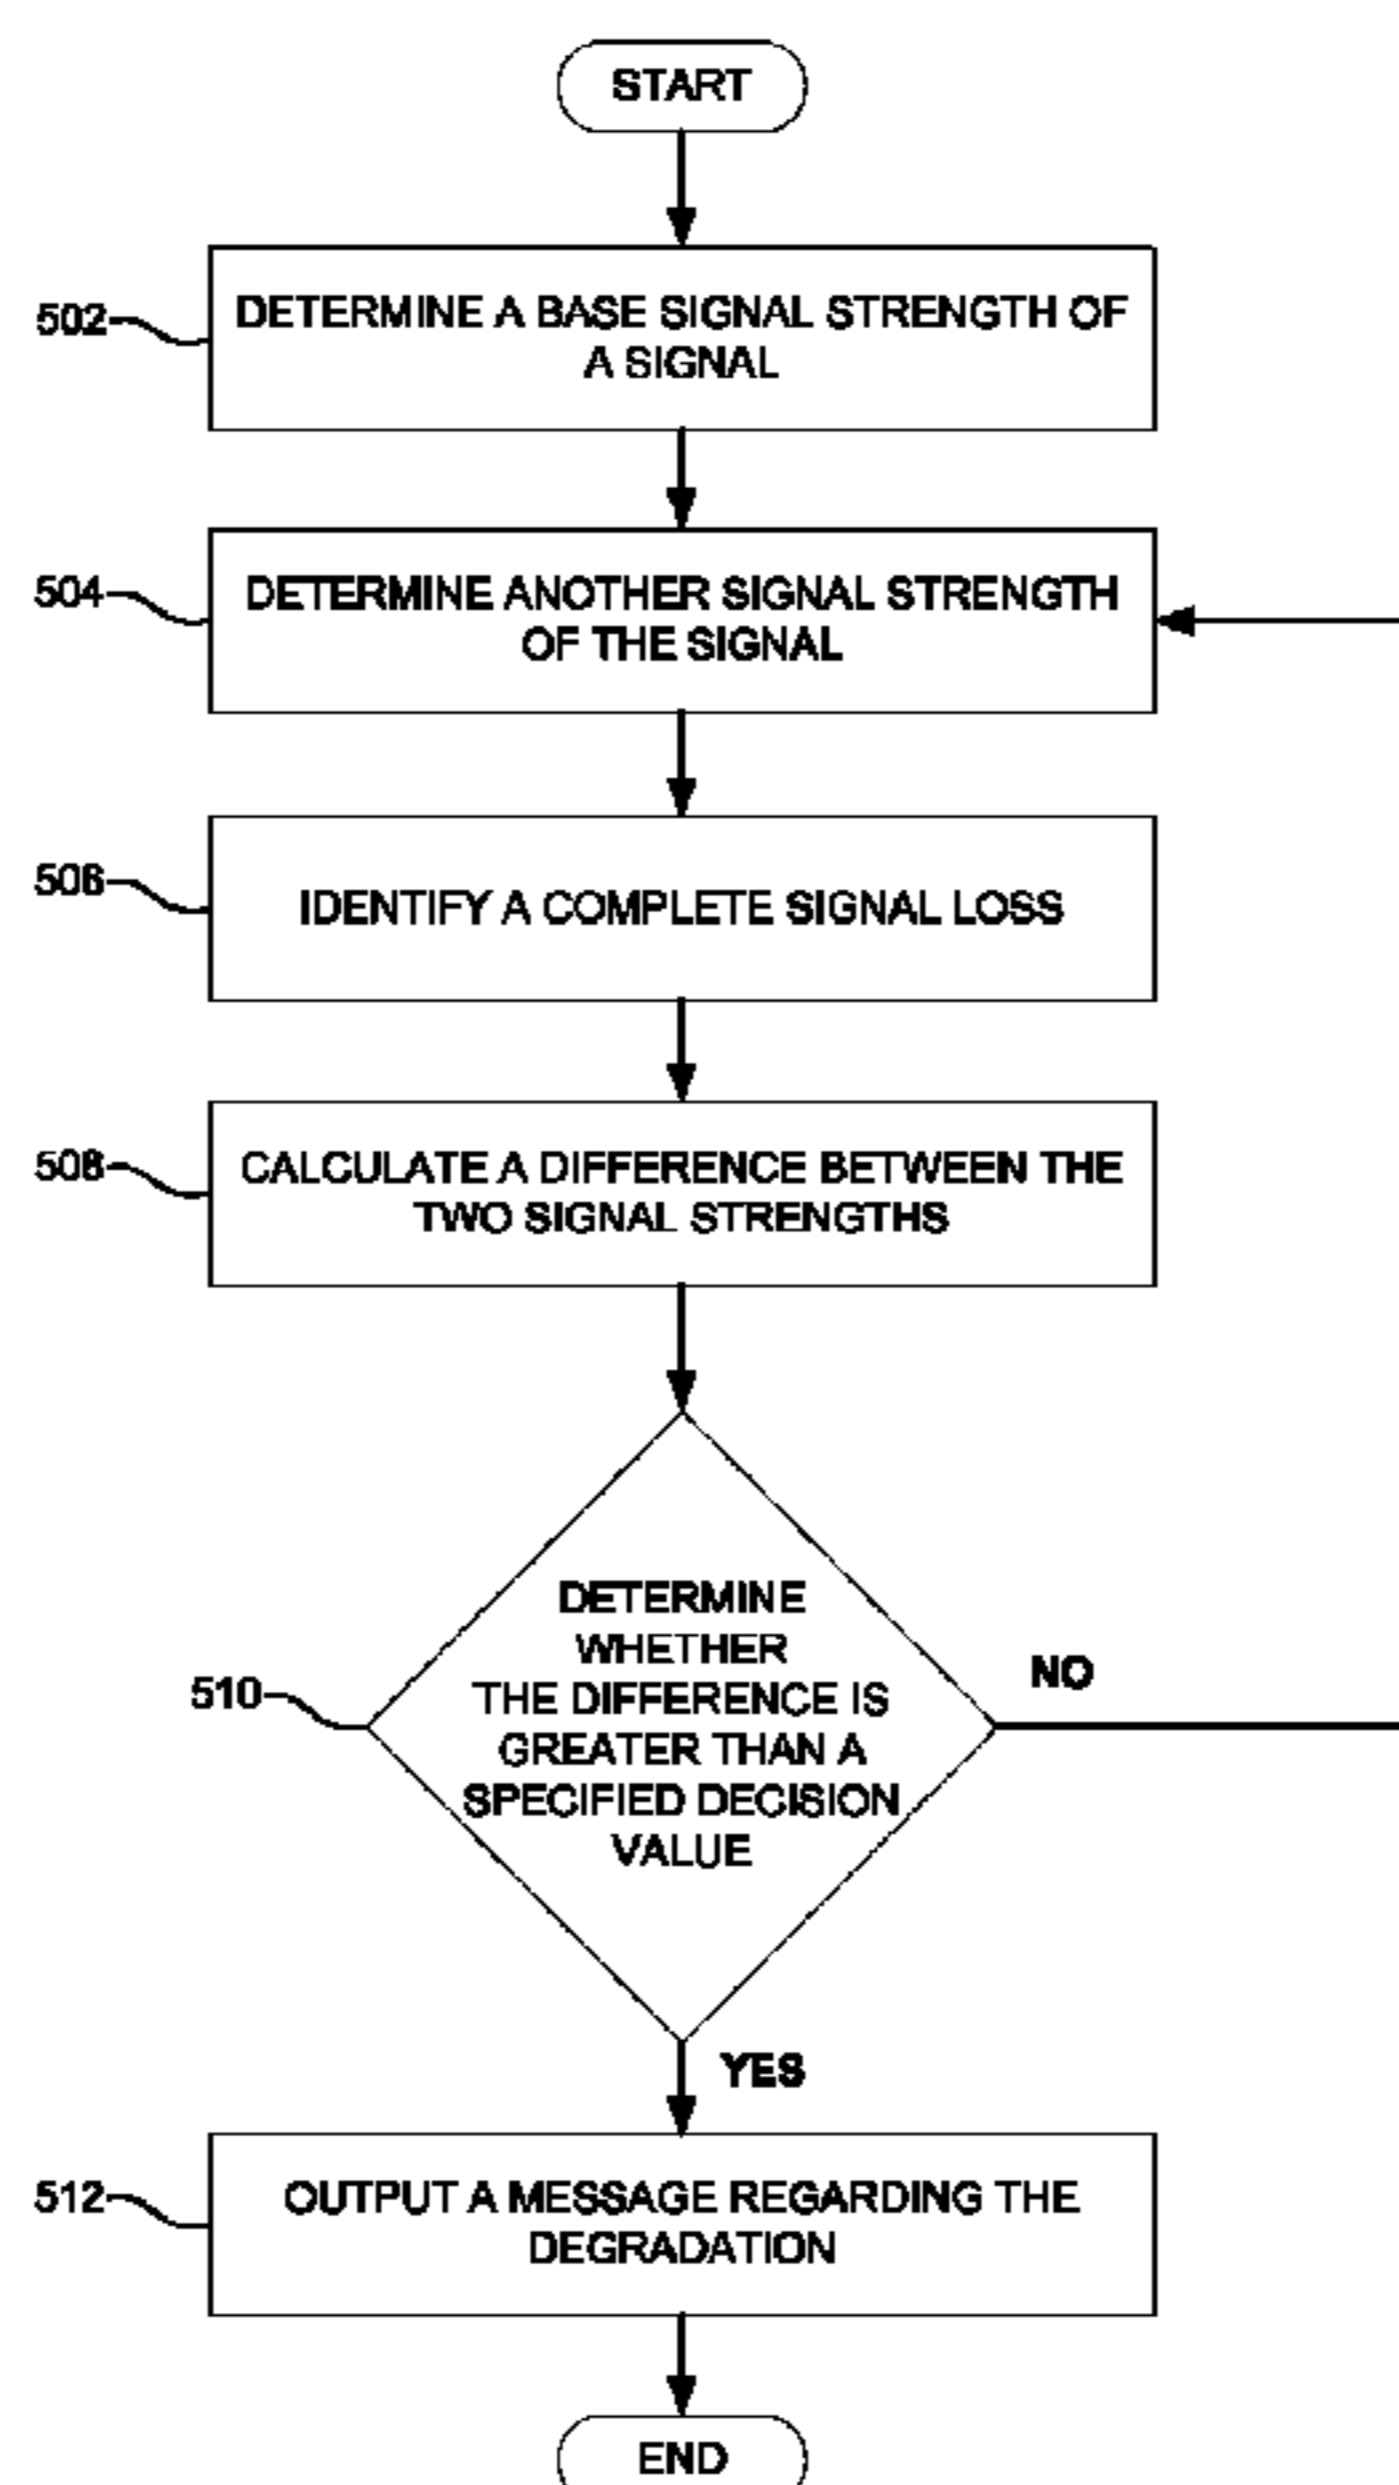 START
502
DETERMINE A BASE SIGNAL STRENGTH OF
A SIGNAL
504
DETERMINE ANOTHER SIGNAL STRENGTH
OF THE SIGNAL
506
IDENTIFY A COMPLETE SIGNAL LOSS
508
CALCULATE A DIFFERENCE BETWEEN THE
TWO SIGNAL STRENGTHS
510
DETERMINE
WHETHER
THE DIFFERENCE IS
GREATER THAN A
SPECIFIED DECISION
VALUE
NO
YES
512
OUTPUT A MESSAGE REGARDING THE
DEGRADATION
END